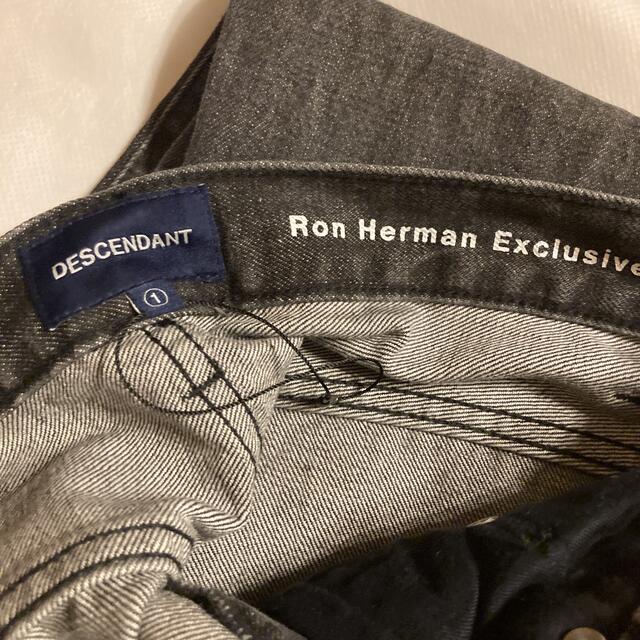 DESCENDANT
1
Ron Herman Exclusive